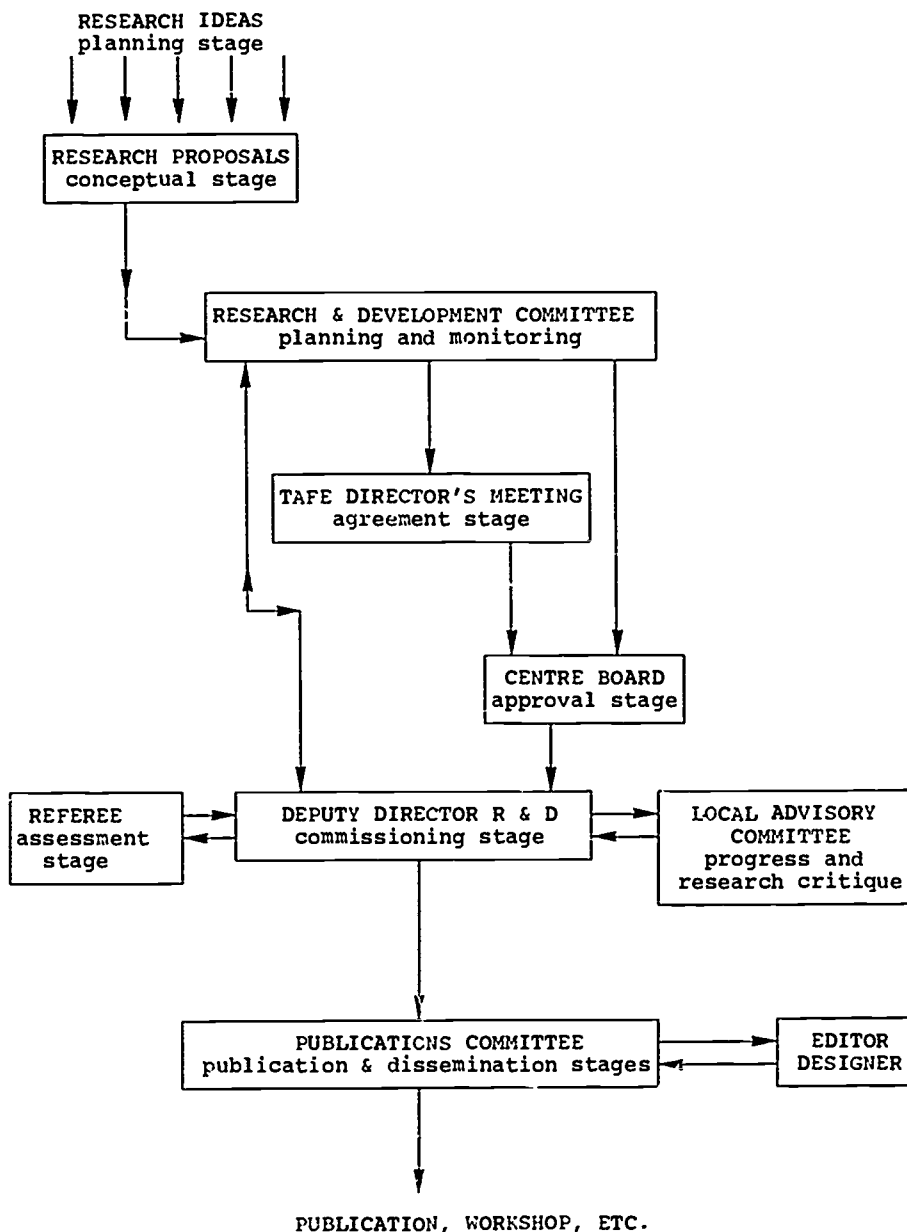 RESEARCH IDEAS
planning stage
RESEARCH PROPOSALS
conceptual stage
RESEARCH & DEVELOPMENT COMMITTEE
planning and monitoring
TAFE DIRECTOR'S MEETING
agreement stage
CENTRE BOARD
approval stage
REFEREE
assessment
stage
DEPUTY DIRECTOR R & D
commissioning stage
LOCAL ADVISORY
COMMITTEE
progress and
research critique
PUBLICATIONS COMMITTEE
publication & dissemination stages
EDITOR
DESIGNER
PUBLICATION, WORKSHOP, ETC.